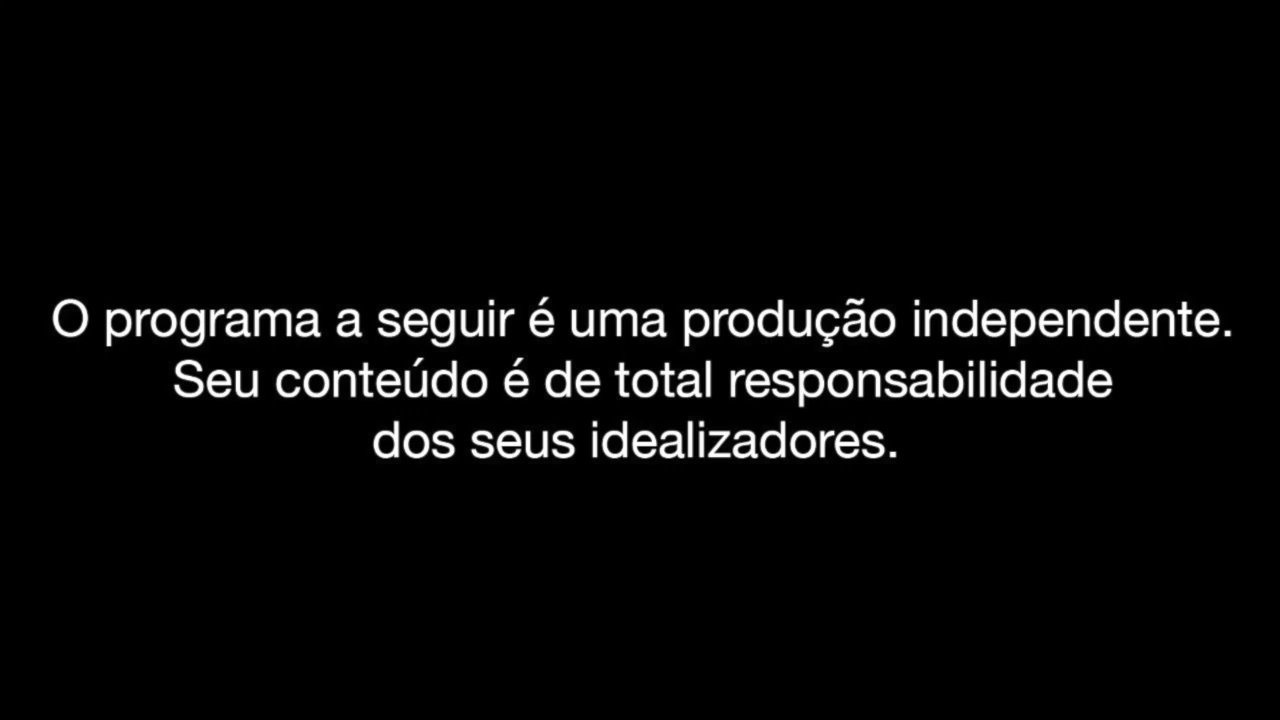 O programa a seguir é uma produção independente.
Seu conteúdo é de total responsabilidade
dos seus idealizadores.